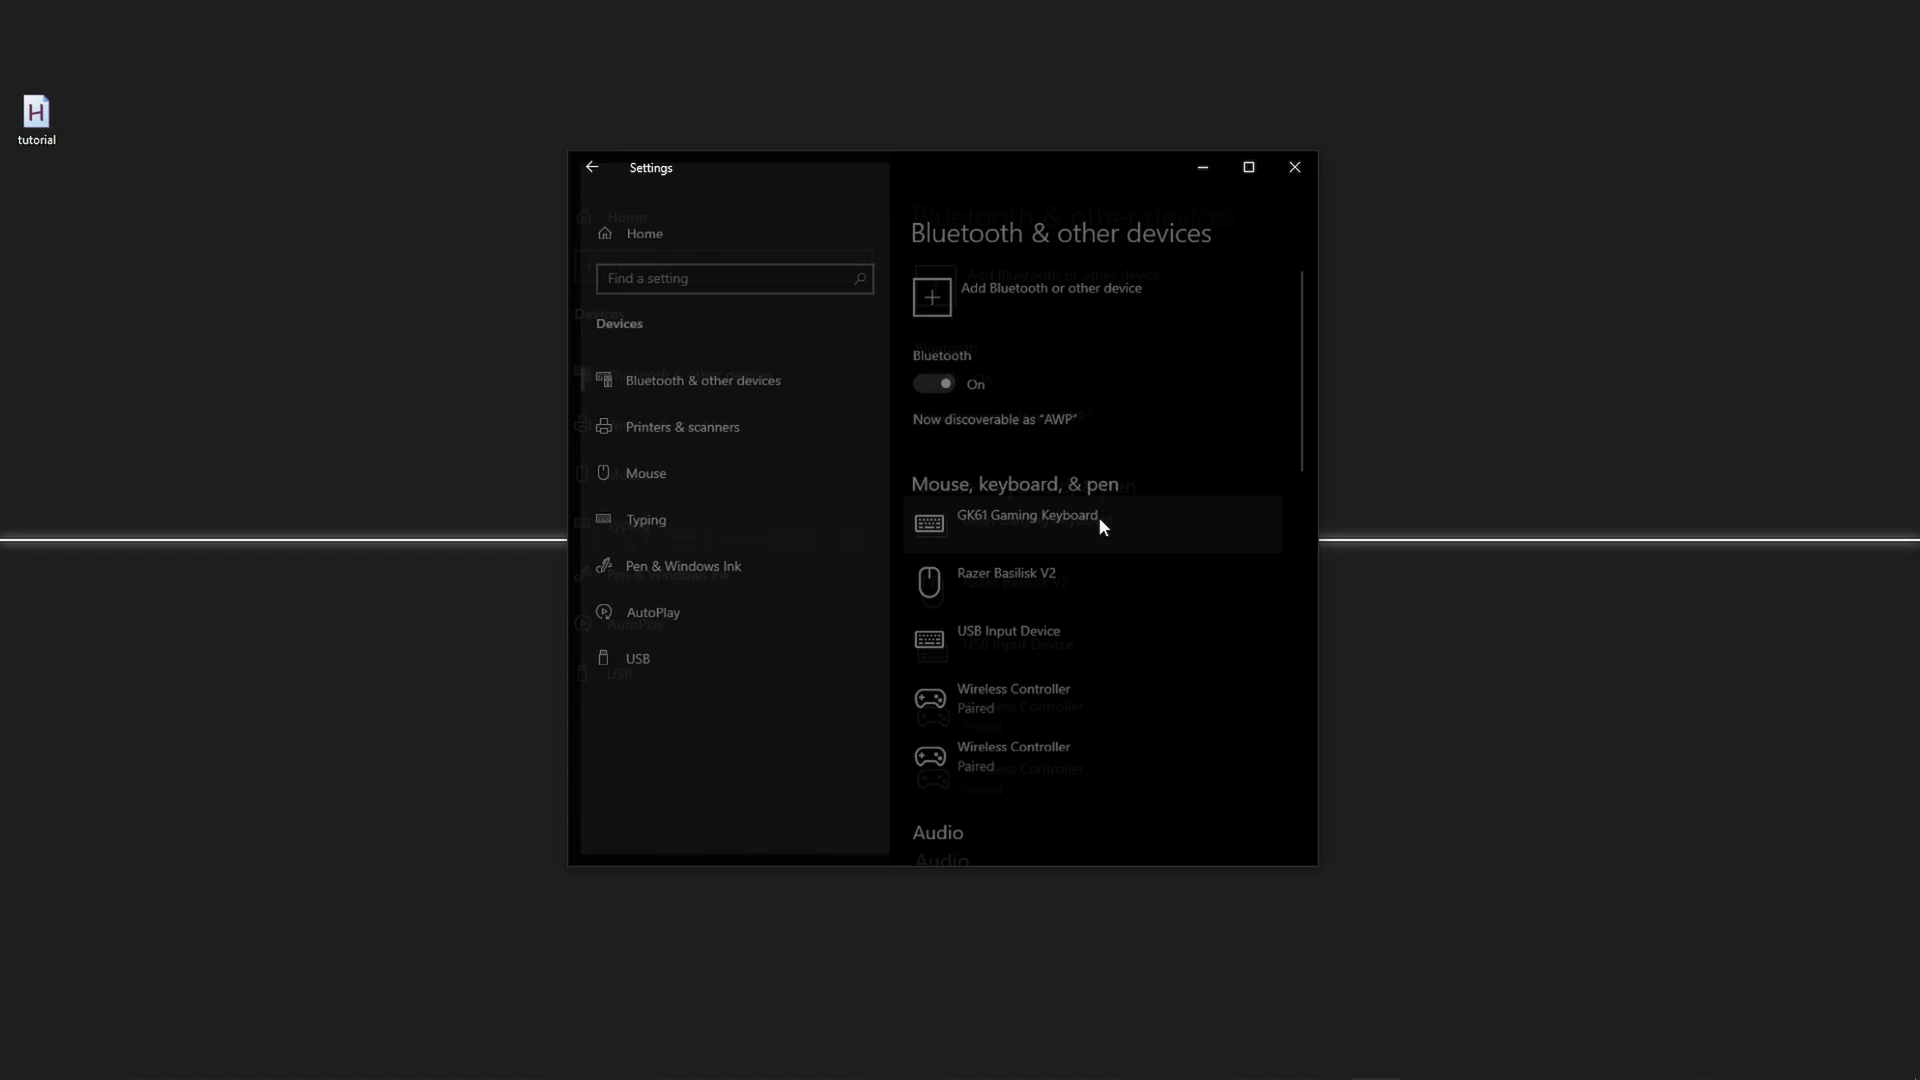 tutorial
Settings
Home
Find a setting
Devices
Bluetooth & other devices
Printers & scanners
Mouse
Typing
Pen & Windows Ink
AutoPlay
USB
Bluetooth & other devices
Add Bluetooth or other device
Bluetooth
On
Now discoverable as “AWP”
Mouse, keyboard, & pen
GK61 Gaming Keyboard
Razer Basilisk V2
USB Input Device
Wireless Controller
Paired
Wireless Controller
Paired
Audio